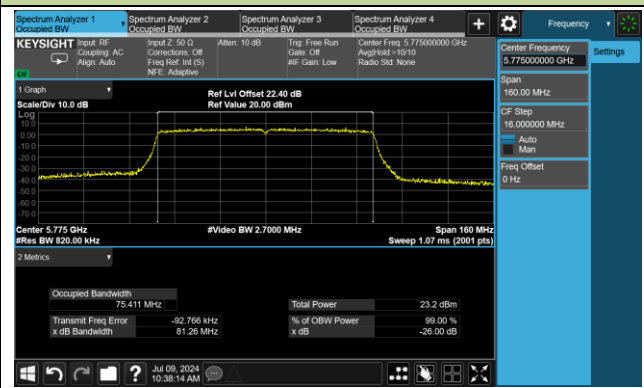 Spectrum Analyzer 1
Occupied BW
Spectrum Analyzer 2
Occupied BW
Spectrum Analyzer 3
Occupied BW
Spectrum Analyzer 4
Occupied BW
Frequency
KEYSIGHT
Input: RF
Coupling: AC
Align: Auto
Input Z: 50 Ω
Corrections: Off
Freq Ref: Int (S)
NFE: Adaptive
Atten: 10 dB
Trig: Free Run
Gate: Off
#IF Gain: Low
Center Freq: 5.775000000 GHz
Avg|Hold:>10/10
Radio Std: None
Center Frequency
5.775000000 GHz
Settings
Span
160.00 MHz
CF Step
16.000000 MHz
Auto
Man
Freq Offset
0 Hz
1 Graph
Scale/Div 10.0 dB
Ref Lvl Offset 22.40 dB
Ref Value 20.00 dBm
Log
10.0
0.00
-10.0
-20.0
-30.0
-40.0
-50.0
-60.0
-70.0
Center 5.775 GHz
#Res BW 820.00 kHz
#Video BW 2.7000 MHz
Span 160 MHz
Sweep 1.07 ms (2001 pts)
2 Metrics
Occupied Bandwidth
75.411 MHz
Total Power
23.2 dBm
Transmit Freq Error
-92.766 kHz
% of OBW Power
99.00 %
x dB Bandwidth
81.26 MHz
x dB
-26.00 dB
Jul 09, 2024
10:38:14 AM